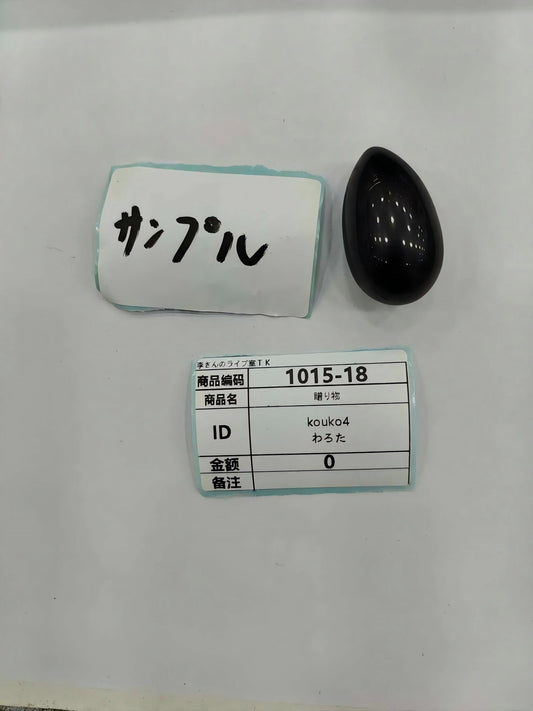 サンプル
李さんのライブ室TK
商品编码 1015-18
商品名 贈り物
ID kouko4
わろた
金额 0
备注